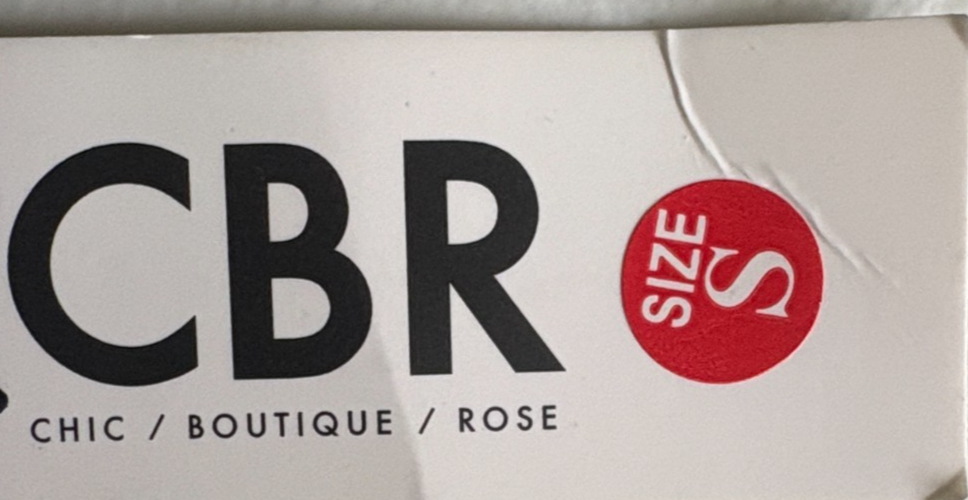 CBR
CHIC / BOUTIQUE / ROSE
SIZE
S